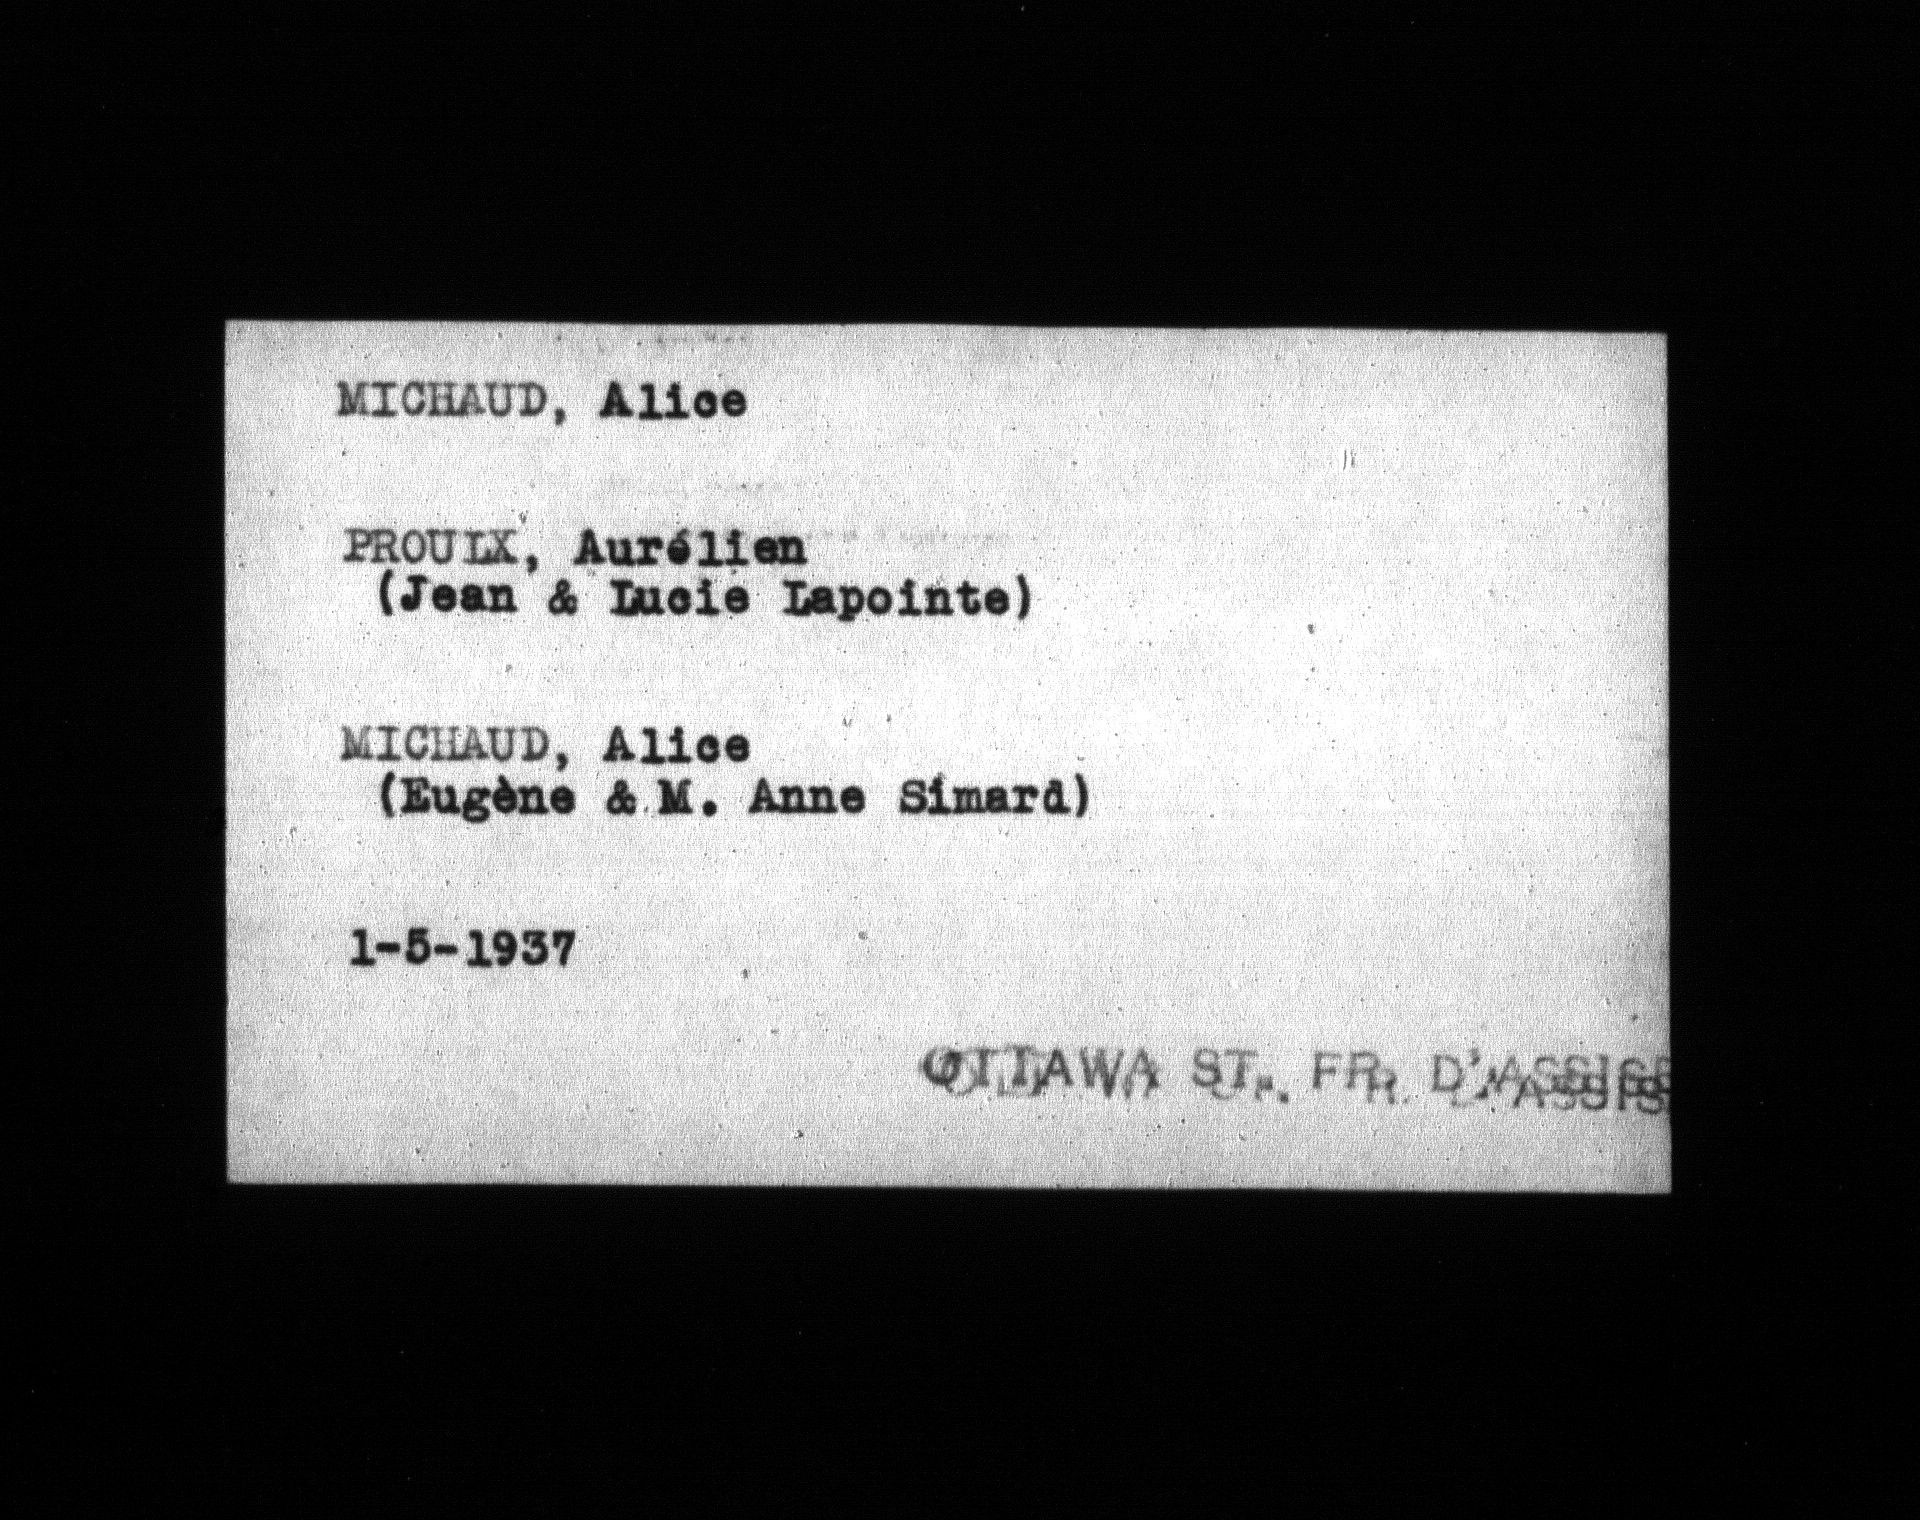 MICHAUD, Alice
PROULX, Aurélien
(Jean & Lucie Lapointe)
MICHAUD, Alice
(Eugène & M. Anne Simard)
1-5-1937
OTTAWA ST. FR. D'ASSISE